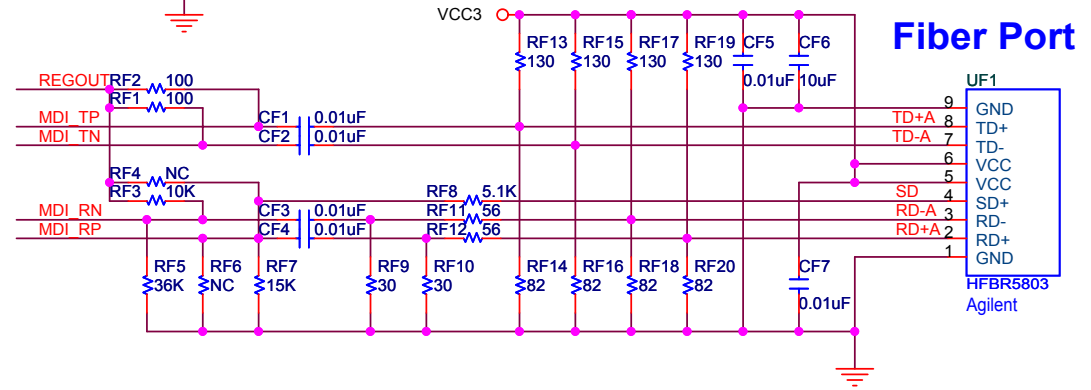 VCC3
Fiber Port
RF13
130
RF15
130
RF17
130
RF19
130
CF5
0.01uF
CF6
10uF
UF1
REGOUT
RF2
100
RF1
100
MDI_TP
MDI_TN
CF1
0.01uF
CF2
0.01uF
TD+A
TD-A
9 GND
8 TD+
7 TD-
6 VCC
5 VCC
4 SD+
3 RD-
2 RD+
1 GND
RF4
NC
RF3
10K
RF8
5.1K
SD
MDI_RN
MDI_RP
CF3
0.01uF
CF4
0.01uF
RF11
56
RF12
56
RD-A
RD+A
RF5
36K
RF6
NC
RF7
15K
RF9
30
RF10
30
RF14
82
RF16
82
RF18
82
RF20
82
CF7
0.01uF
HFBR5803
Agilent